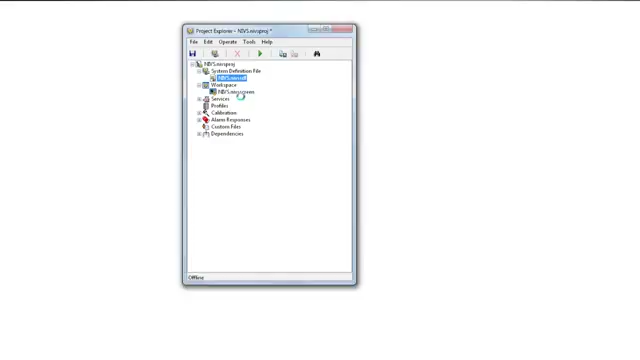 Project Explorer - NIVS.nivsproj *
File Edit Operate Tools Help
NIVS.nivsproj
System Definition File
NIVS.nivssdf
Workspace
NIVS.nivsscreen
Services
Profiles
Calibration
Alarm Responses
Custom Files
Dependencies
Offline